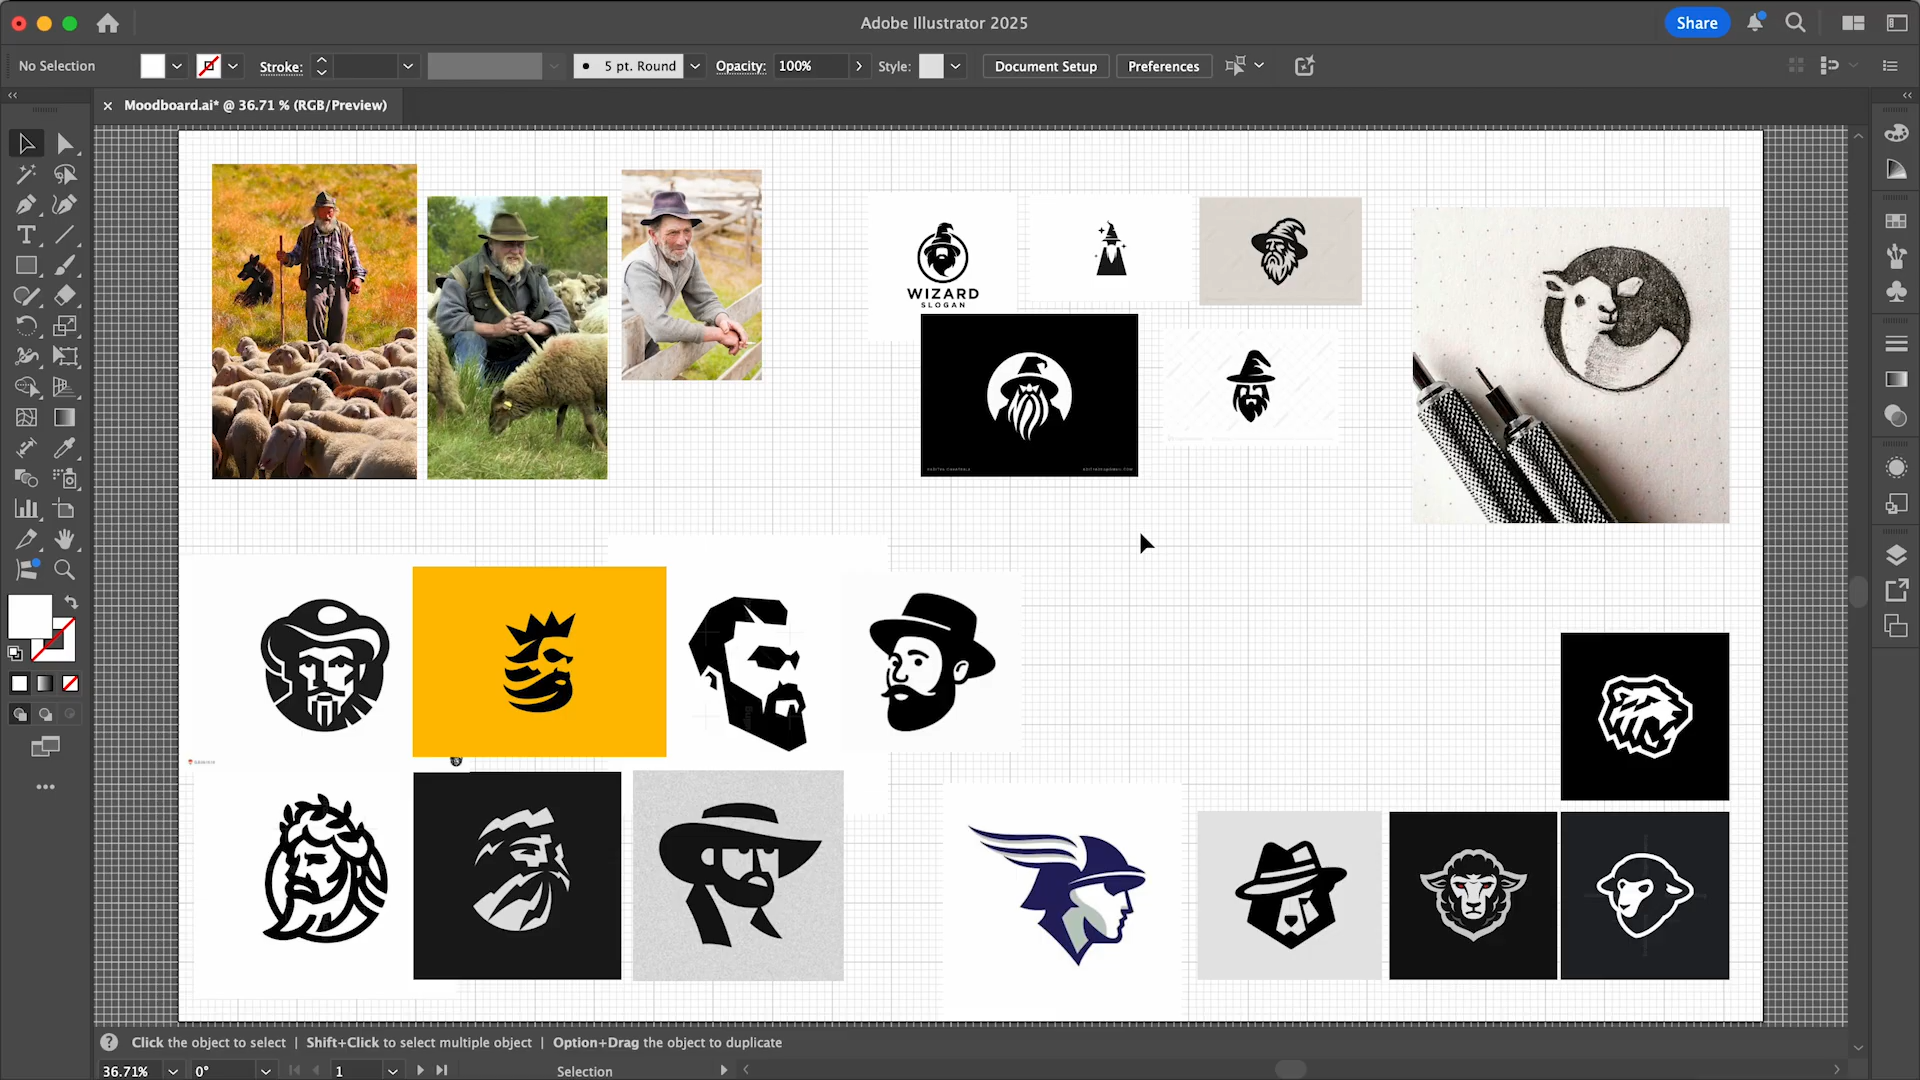 Adobe Illustrator 2025
Share
No Selection
Stroke:
5 pt. Round
Opacity:
100%
Style:
Document Setup
Preferences
Moodboard.ai* @ 36.71 % (RGB/Preview)
WIZARD
SLOGAN
Click the object to select | Shift+Click to select multiple object | Option+Drag the object to duplicate
36.71%
0°
1
Selection